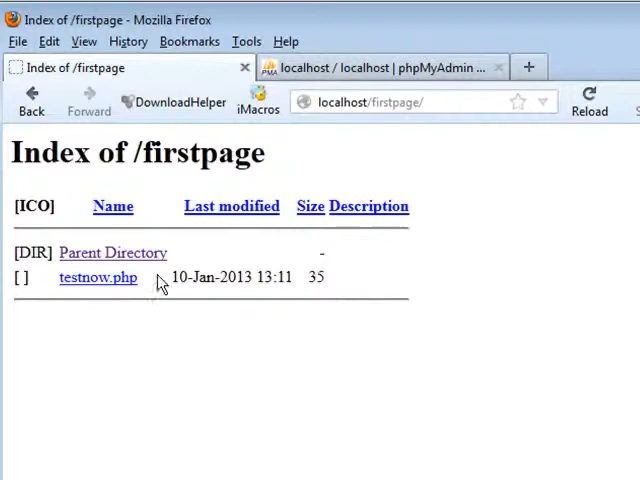 Index of /firstpage - Mozilla Firefox
File Edit View History Bookmarks Tools Help
Index of /firstpage × PMA localhost / localhost | phpMyAdmin ... × +
Back Forward DownloadHelper iMacros localhost/firstpage/ Reload
Index of /firstpage
[ICO] Name Last modified Size Description
[DIR] Parent Directory -
[ ] testnow.php 10-Jan-2013 13:11 35